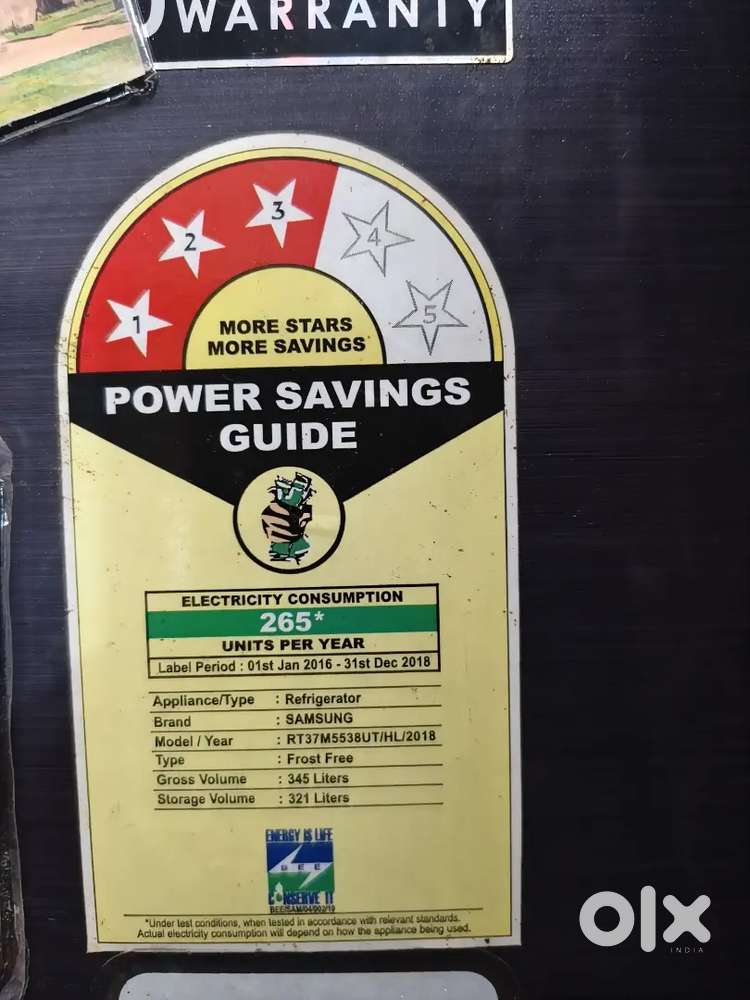 WARRANTY
1 2 3 4 5
MORE STARS
MORE SAVINGS
POWER SAVINGS
GUIDE
ELECTRICITY CONSUMPTION
265*
UNITS PER YEAR
Label Period : 01st Jan 2016 - 31st Dec 2018
Appliance/Type : Refrigerator
Brand : SAMSUNG
Model / Year : RT37M5538UT/HL/2018
Type : Frost Free
Gross Volume : 345 Liters
Storage Volume : 321 Liters
ENERGY IS LIFE
BEE
CONSERVE IT
*Under test conditions, when tested in accordance with relevant standards.
Actual electricity consumption will depend on how the appliance being used.
olx
INDIA